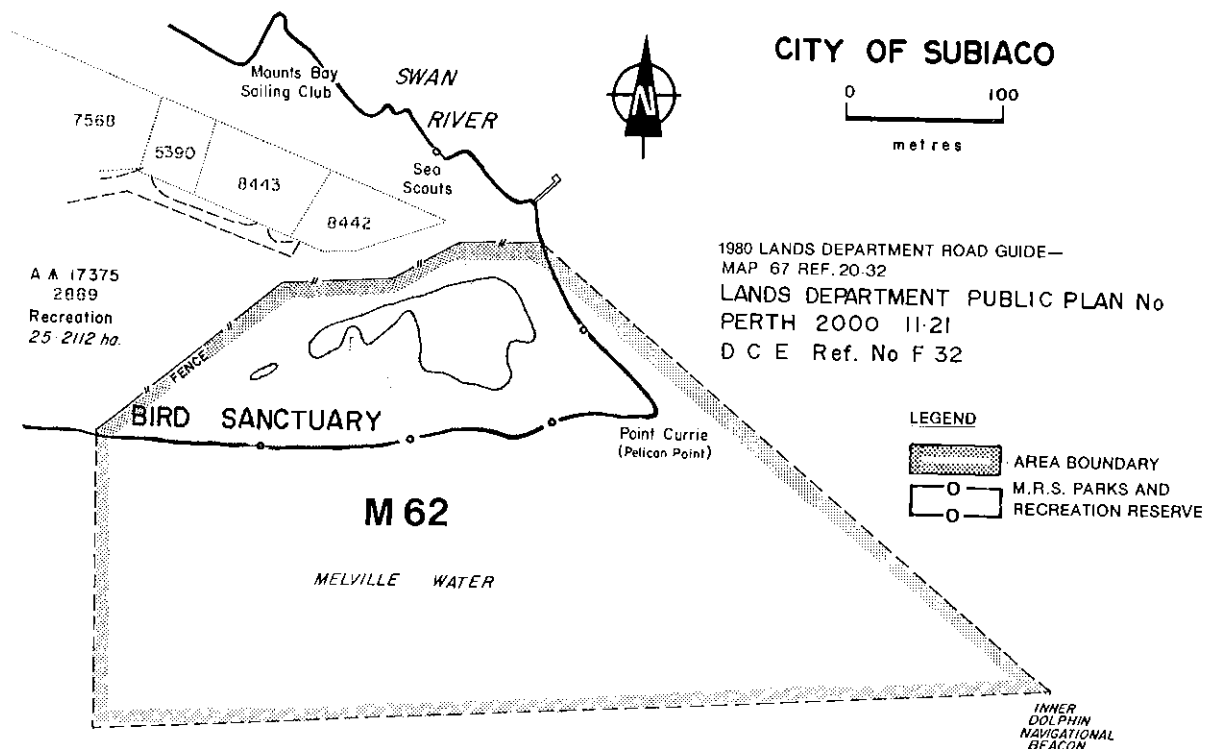 CITY OF SUBIACO
0 100
metres
Mounts Bay
Sailing Club
SWAN
RIVER
N
Sea
Scouts
7568
5390
8443
8442
A 17375
2869
Recreation
25·2112 ha.
1980 LANDS DEPARTMENT ROAD GUIDE—
MAP 67 REF. 20·32
LANDS DEPARTMENT PUBLIC PLAN No
PERTH 2000 11·21
D C E Ref. No F 32
FENCE
BIRD SANCTUARY
Point Currie
(Pelican Point)
M 62
MELVILLE WATER
LEGEND
AREA BOUNDARY
M.R.S. PARKS AND
RECREATION RESERVE
INNER
DOLPHIN
NAVIGATIONAL
BEACON